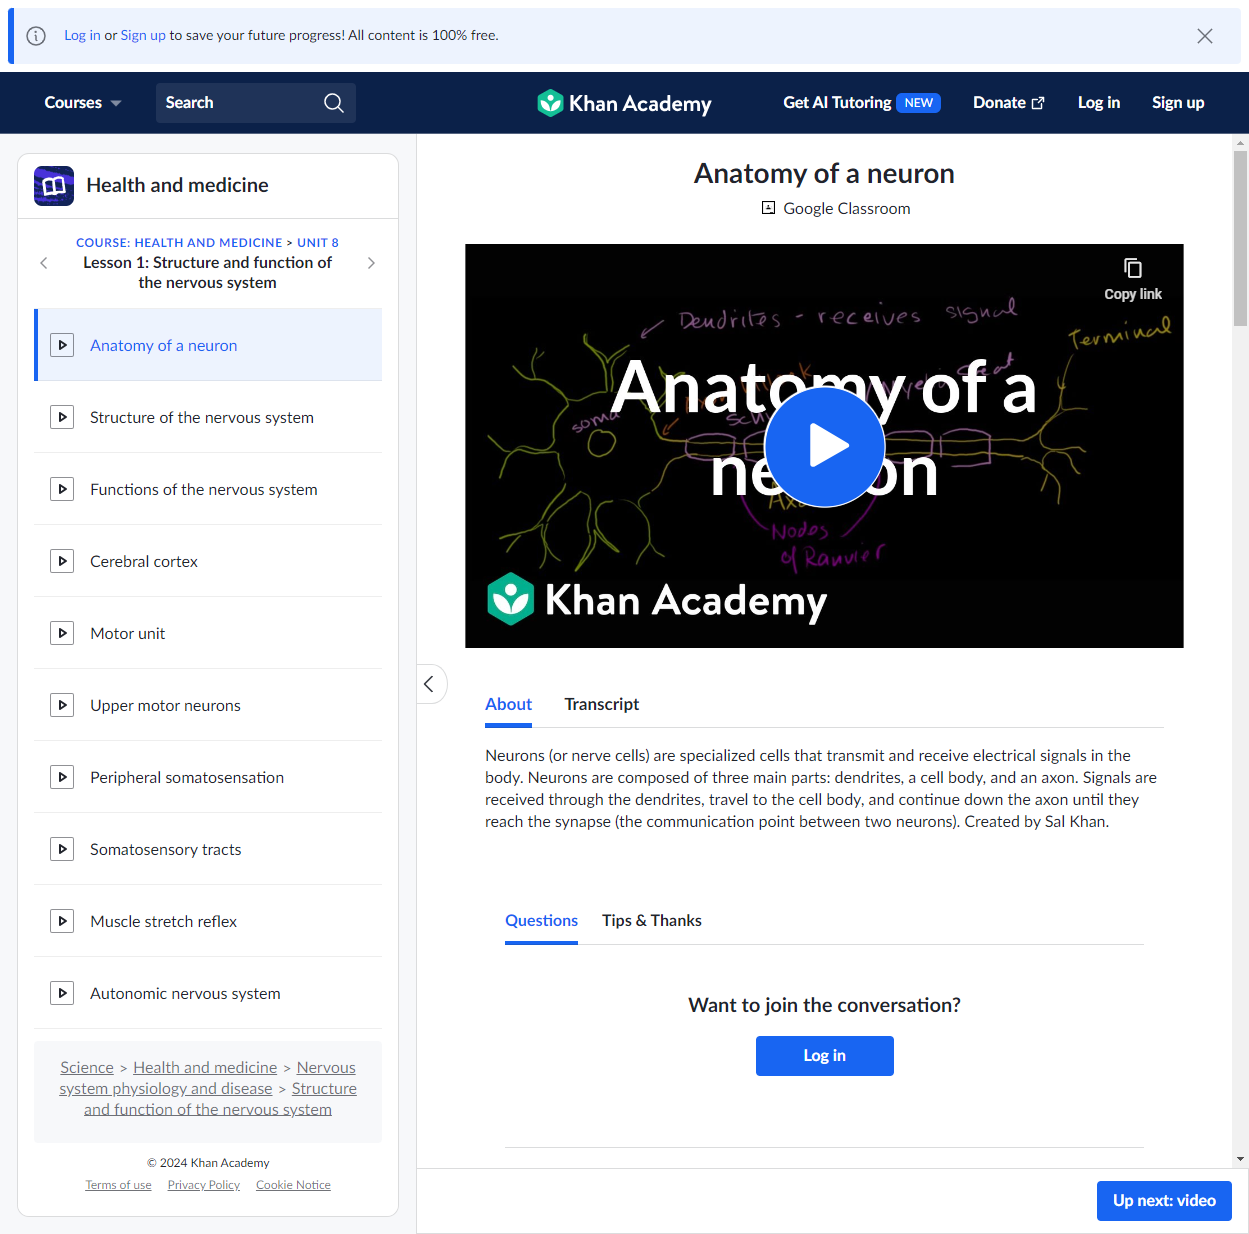 Log in or Sign up to save your future progress! All content is 100% free.
Courses
Search
Khan Academy
Get AI Tutoring NEW
Donate
Log in
Sign up
Health and medicine
COURSE: HEALTH AND MEDICINE > UNIT 8
Lesson 1: Structure and function of
the nervous system
Anatomy of a neuron
Structure of the nervous system
Functions of the nervous system
Cerebral cortex
Motor unit
Upper motor neurons
Peripheral somatosensation
Somatosensory tracts
Muscle stretch reflex
Autonomic nervous system
Science > Health and medicine > Nervous
system physiology and disease > Structure
and function of the nervous system
© 2024 Khan Academy
Terms of use Privacy Policy Cookie Notice
Anatomy of a neuron
Google Classroom
Copy link
Dendrites - receives signal
Terminal
Anatomy of a
soma
neuron
Nodes
of Ranvier
Khan Academy
About Transcript
Neurons (or nerve cells) are specialized cells that transmit and receive electrical signals in the
body. Neurons are composed of three main parts: dendrites, a cell body, and an axon. Signals are
received through the dendrites, travel to the cell body, and continue down the axon until they
reach the synapse (the communication point between two neurons). Created by Sal Khan.
Questions Tips & Thanks
Want to join the conversation?
Log in
Up next: video